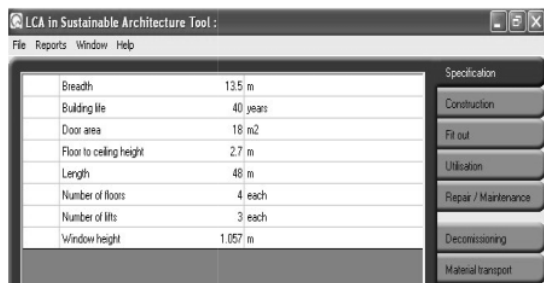 LCA in Sustainable Architecture Tool :
File Reports Window Help
Breadth 13.5 m
Building life 40 years
Door area 18 m2
Floor to ceiling height 2.7 m
Length 48 m
Number of floors 4 each
Number of lifts 3 each
Window height 1.057 m
Specification
Construction
Fit out
Utilisation
Repair / Maintenance
Decomissioning
Material transport